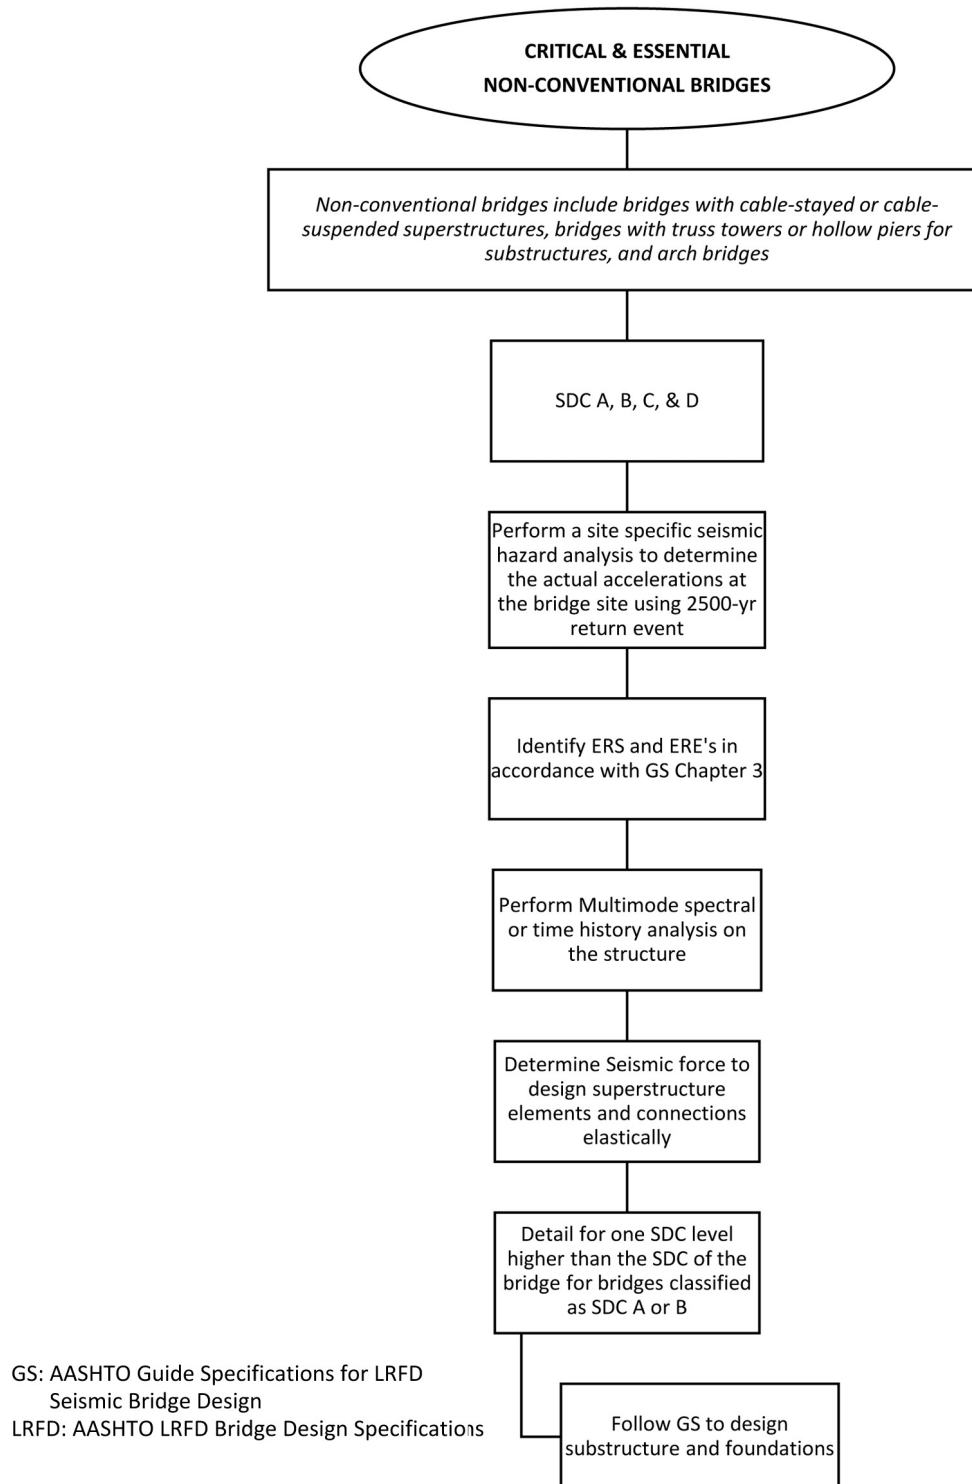 CRITICAL & ESSENTIAL
NON-CONVENTIONAL BRIDGES
Non-conventional bridges include bridges with cable-stayed or cable-
suspended superstructures, bridges with truss towers or hollow piers for
substructures, and arch bridges
SDC A, B, C, & D
Perform a site specific seismic
hazard analysis to determine
the actual accelerations at
the bridge site using 2500-yr
return event
Identify ERS and ERE's in
accordance with GS Chapter 3
Perform Multimode spectral
or time history analysis on
the structure
Determine Seismic force to
design superstructure
elements and connections
elastically
Detail for one SDC level
higher than the SDC of the
bridge for bridges classified
as SDC A or B
Follow GS to design
substructure and foundations
GS: AASHTO Guide Specifications for LRFD
Seismic Bridge Design
LRFD: AASHTO LRFD Bridge Design Specifications